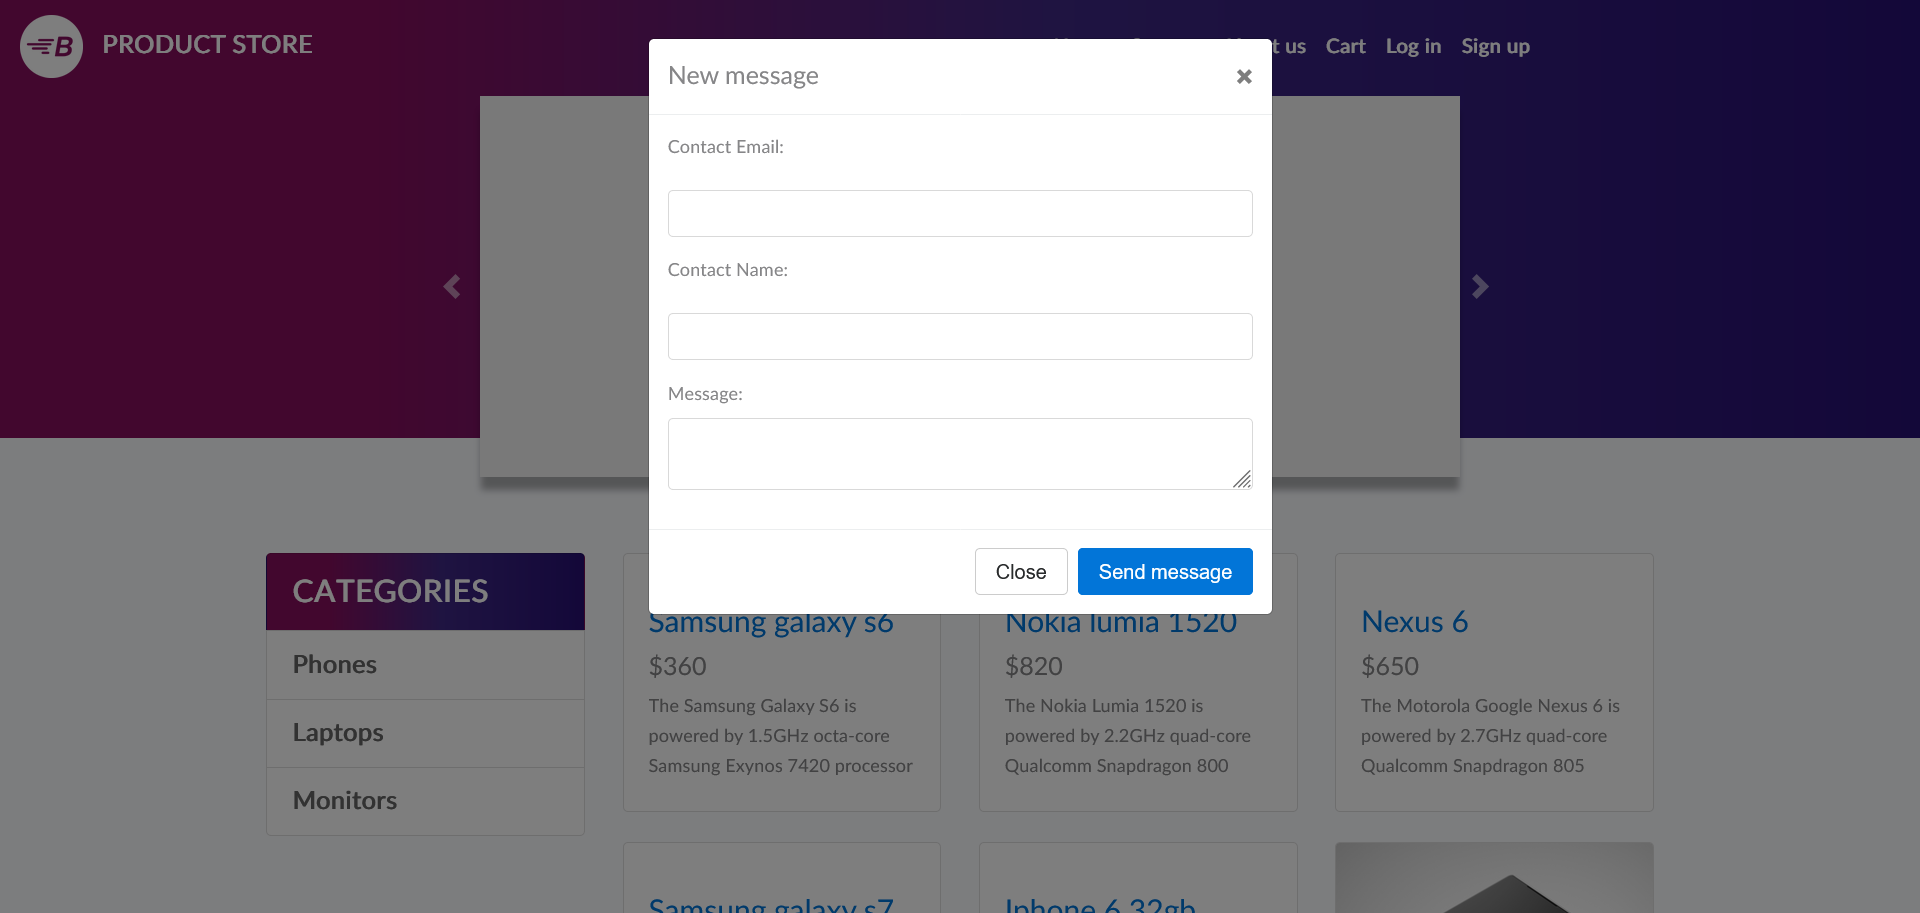 B PRODUCT STORE
us Cart Log in Sign up
New message
Contact Email:
Contact Name:
Message:
Close Send message
CATEGORIES
Phones
Laptops
Monitors
Samsung galaxy s6
$360
The Samsung Galaxy S6 is
powered by 1.5GHz octa-core
Samsung Exynos 7420 processor
Nokia lumia 1520
$820
The Nokia Lumia 1520 is
powered by 2.2GHz quad-core
Qualcomm Snapdragon 800
Nexus 6
$650
The Motorola Google Nexus 6 is
powered by 2.7GHz quad-core
Qualcomm Snapdragon 805
Samsung galaxy s7
Iphone 6 32gb